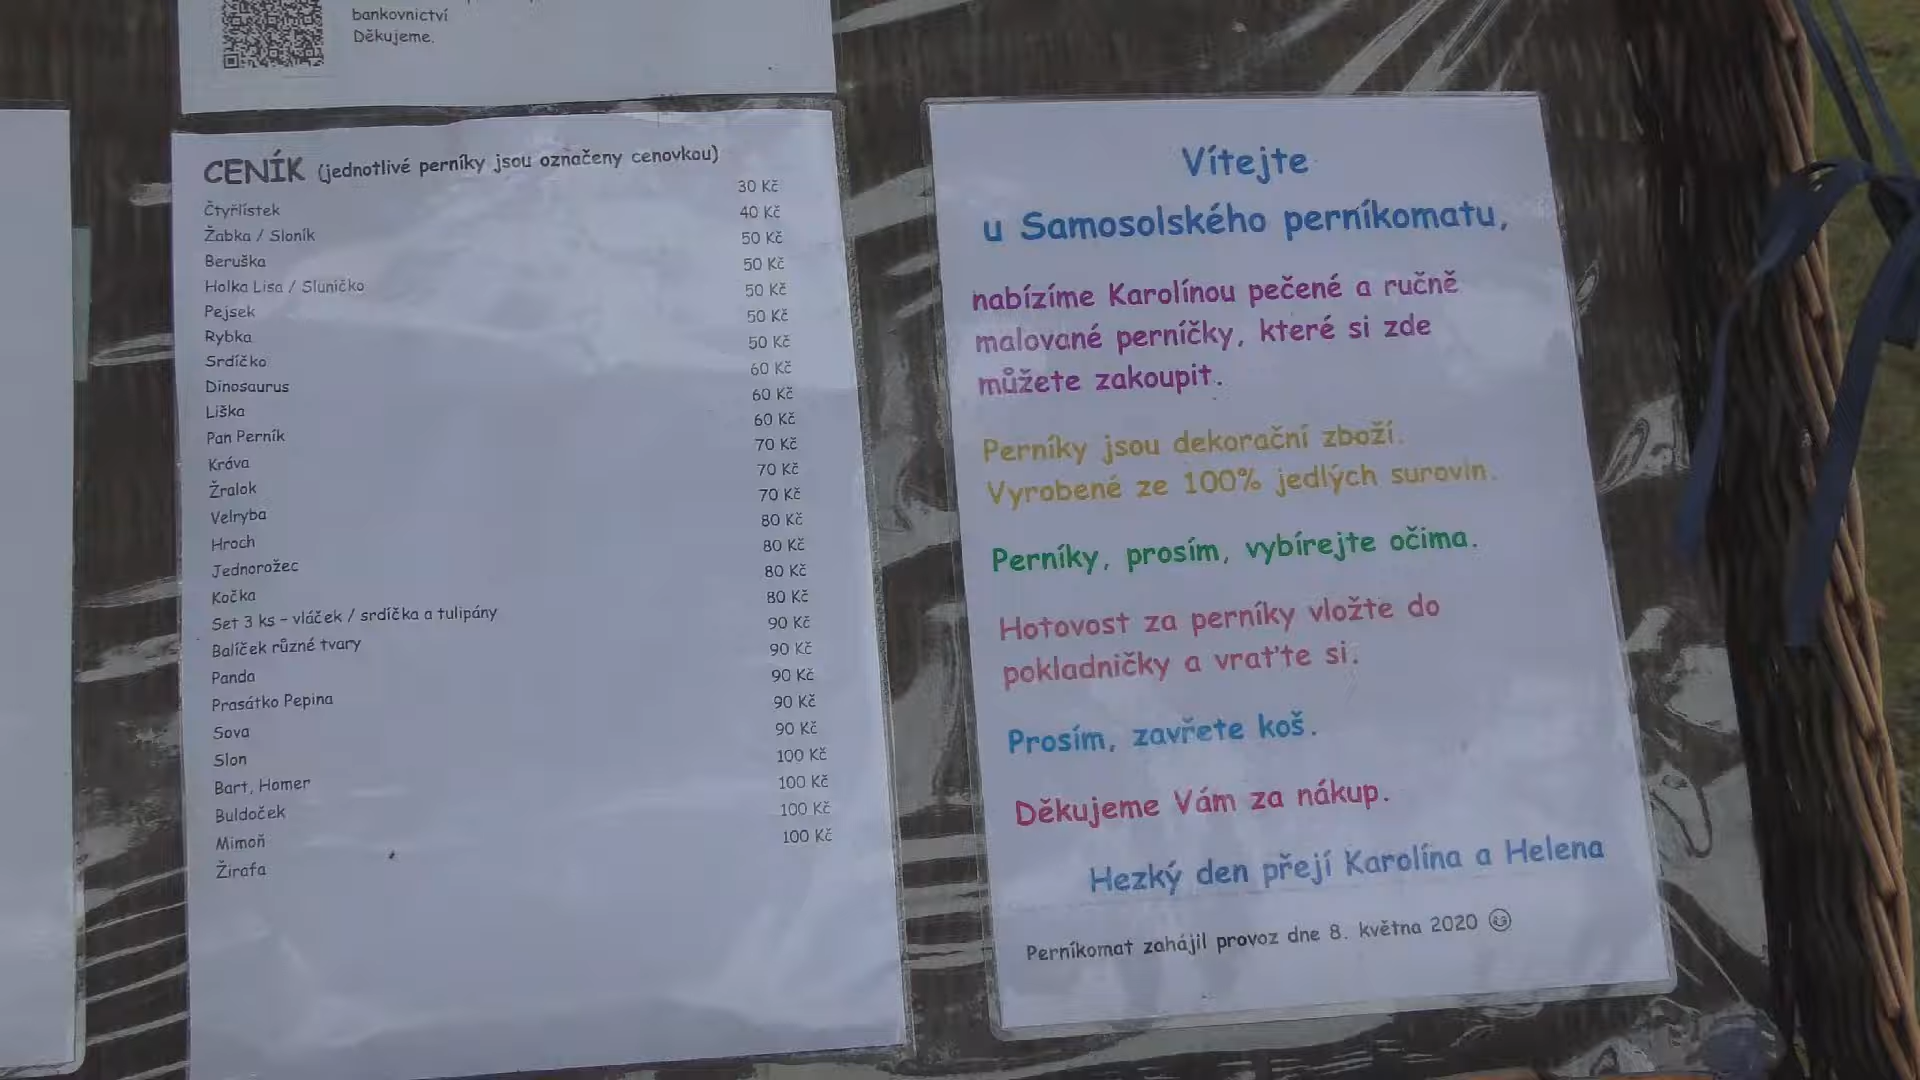 bankovnictví
Děkujeme.
CENÍK (jednotlivé perníky jsou označeny cenovkou)
Čtyřlístek 30 Kč
Žabka / Sloník 40 Kč
Beruška 50 Kč
Holka Lisa / Sluníčko 50 Kč
Pejsek 50 Kč
Rybka 50 Kč
Srdíčko 50 Kč
Dinosaurus 60 Kč
Liška 60 Kč
Pan Perník 60 Kč
Kráva 70 Kč
Žralok 70 Kč
Velryba 70 Kč
Hroch 80 Kč
Jednorožec 80 Kč
Kočka 80 Kč
Set 3 ks – vláček / srdíčka a tulipány 80 Kč
Balíček různé tvary 90 Kč
Panda 90 Kč
Prasátko Pepina 90 Kč
Sova 90 Kč
Slon 90 Kč
Bart, Homer 100 Kč
Buldoček 100 Kč
Mimoň 100 Kč
Žirafa 100 Kč
Vítejte
u Samosolského perníkomatu,
nabízíme Karolínou pečené a ručně
malované perníčky, které si zde
můžete zakoupit.
Perníky jsou dekorační zboží.
Vyrobené ze 100% jedlých surovin.
Perníky, prosím, vybírejte očima.
Hotovost za perníky vložte do
pokladničky a vraťte si.
Prosím, zavřete koš.
Děkujeme Vám za nákup.
Hezký den přejí Karolína a Helena
Perníkomat zahájil provoz dne 8. května 2020